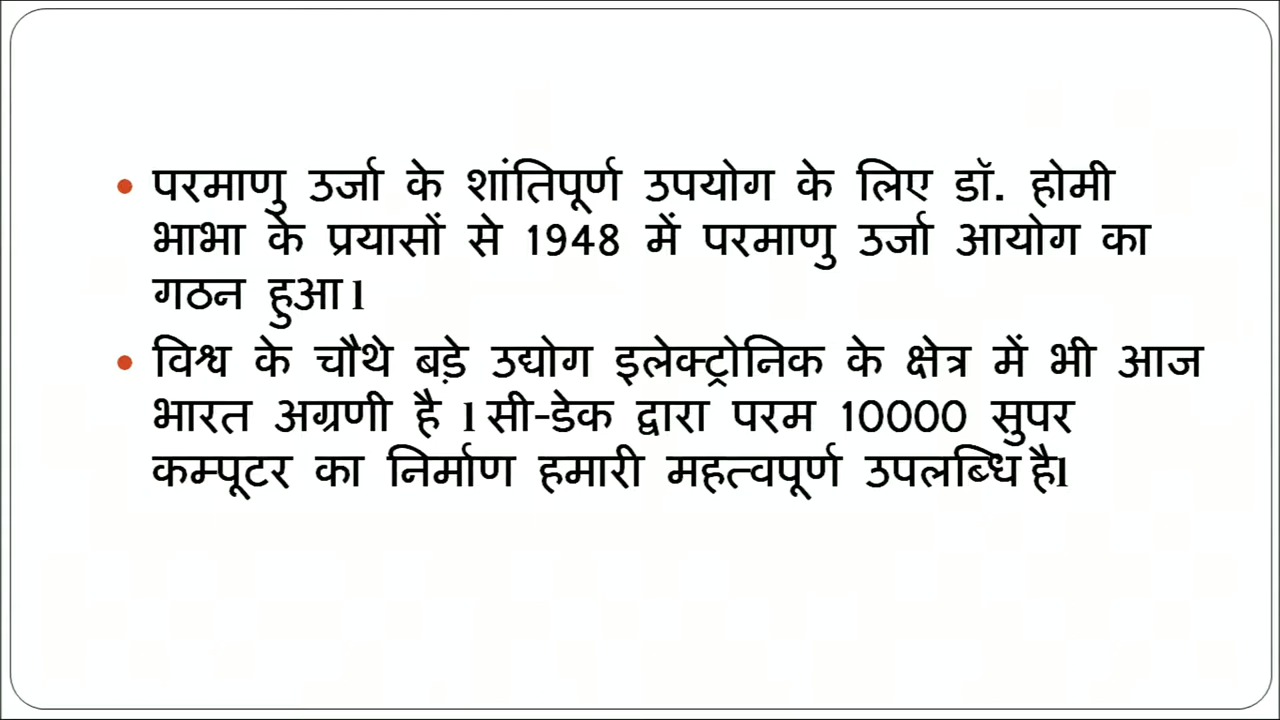 • परमाणु उर्जा के शांतिपूर्ण उपयोग के लिए डॉ. होमी
भाभा के प्रयासों से 1948 में परमाणु उर्जा आयोग का
गठन हुआ l
• विश्व के चौथे बड़े उद्योग इलेक्ट्रोनिक के क्षेत्र में भी आज
भारत अग्रणी है l सी-डेक द्वारा परम 10000 सुपर
कम्पूटर का निर्माण हमारी महत्वपूर्ण उपलब्धि हैl